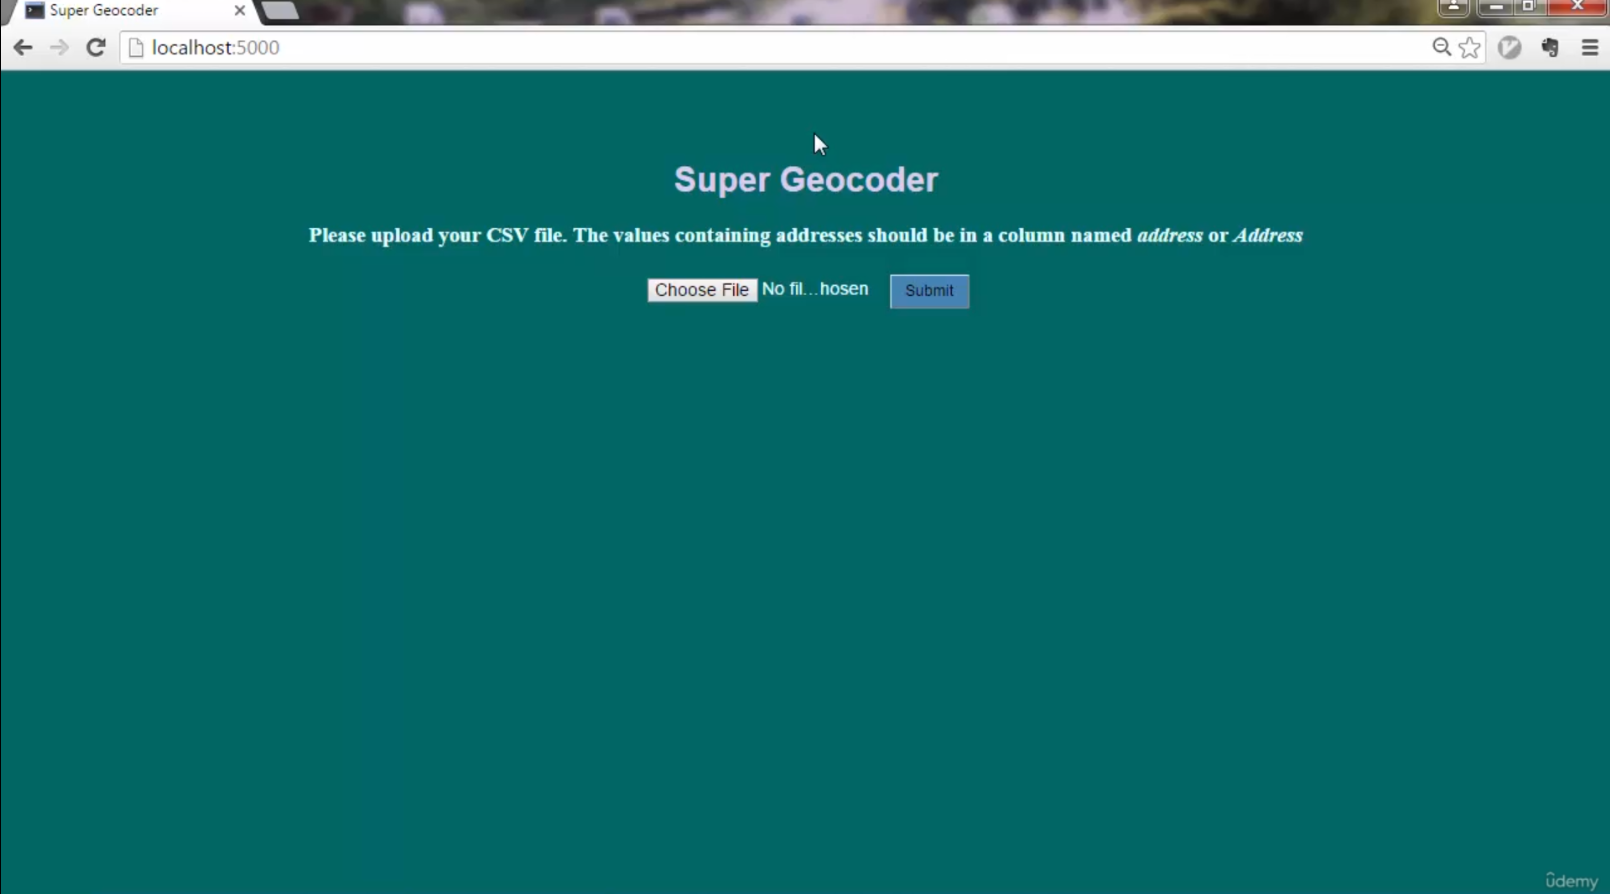 Super Geocoder
localhost:5000
Super Geocoder
Please upload your CSV file. The values containing addresses should be in a column named address or Address
Choose File No fil...hosen Submit
ûdemy